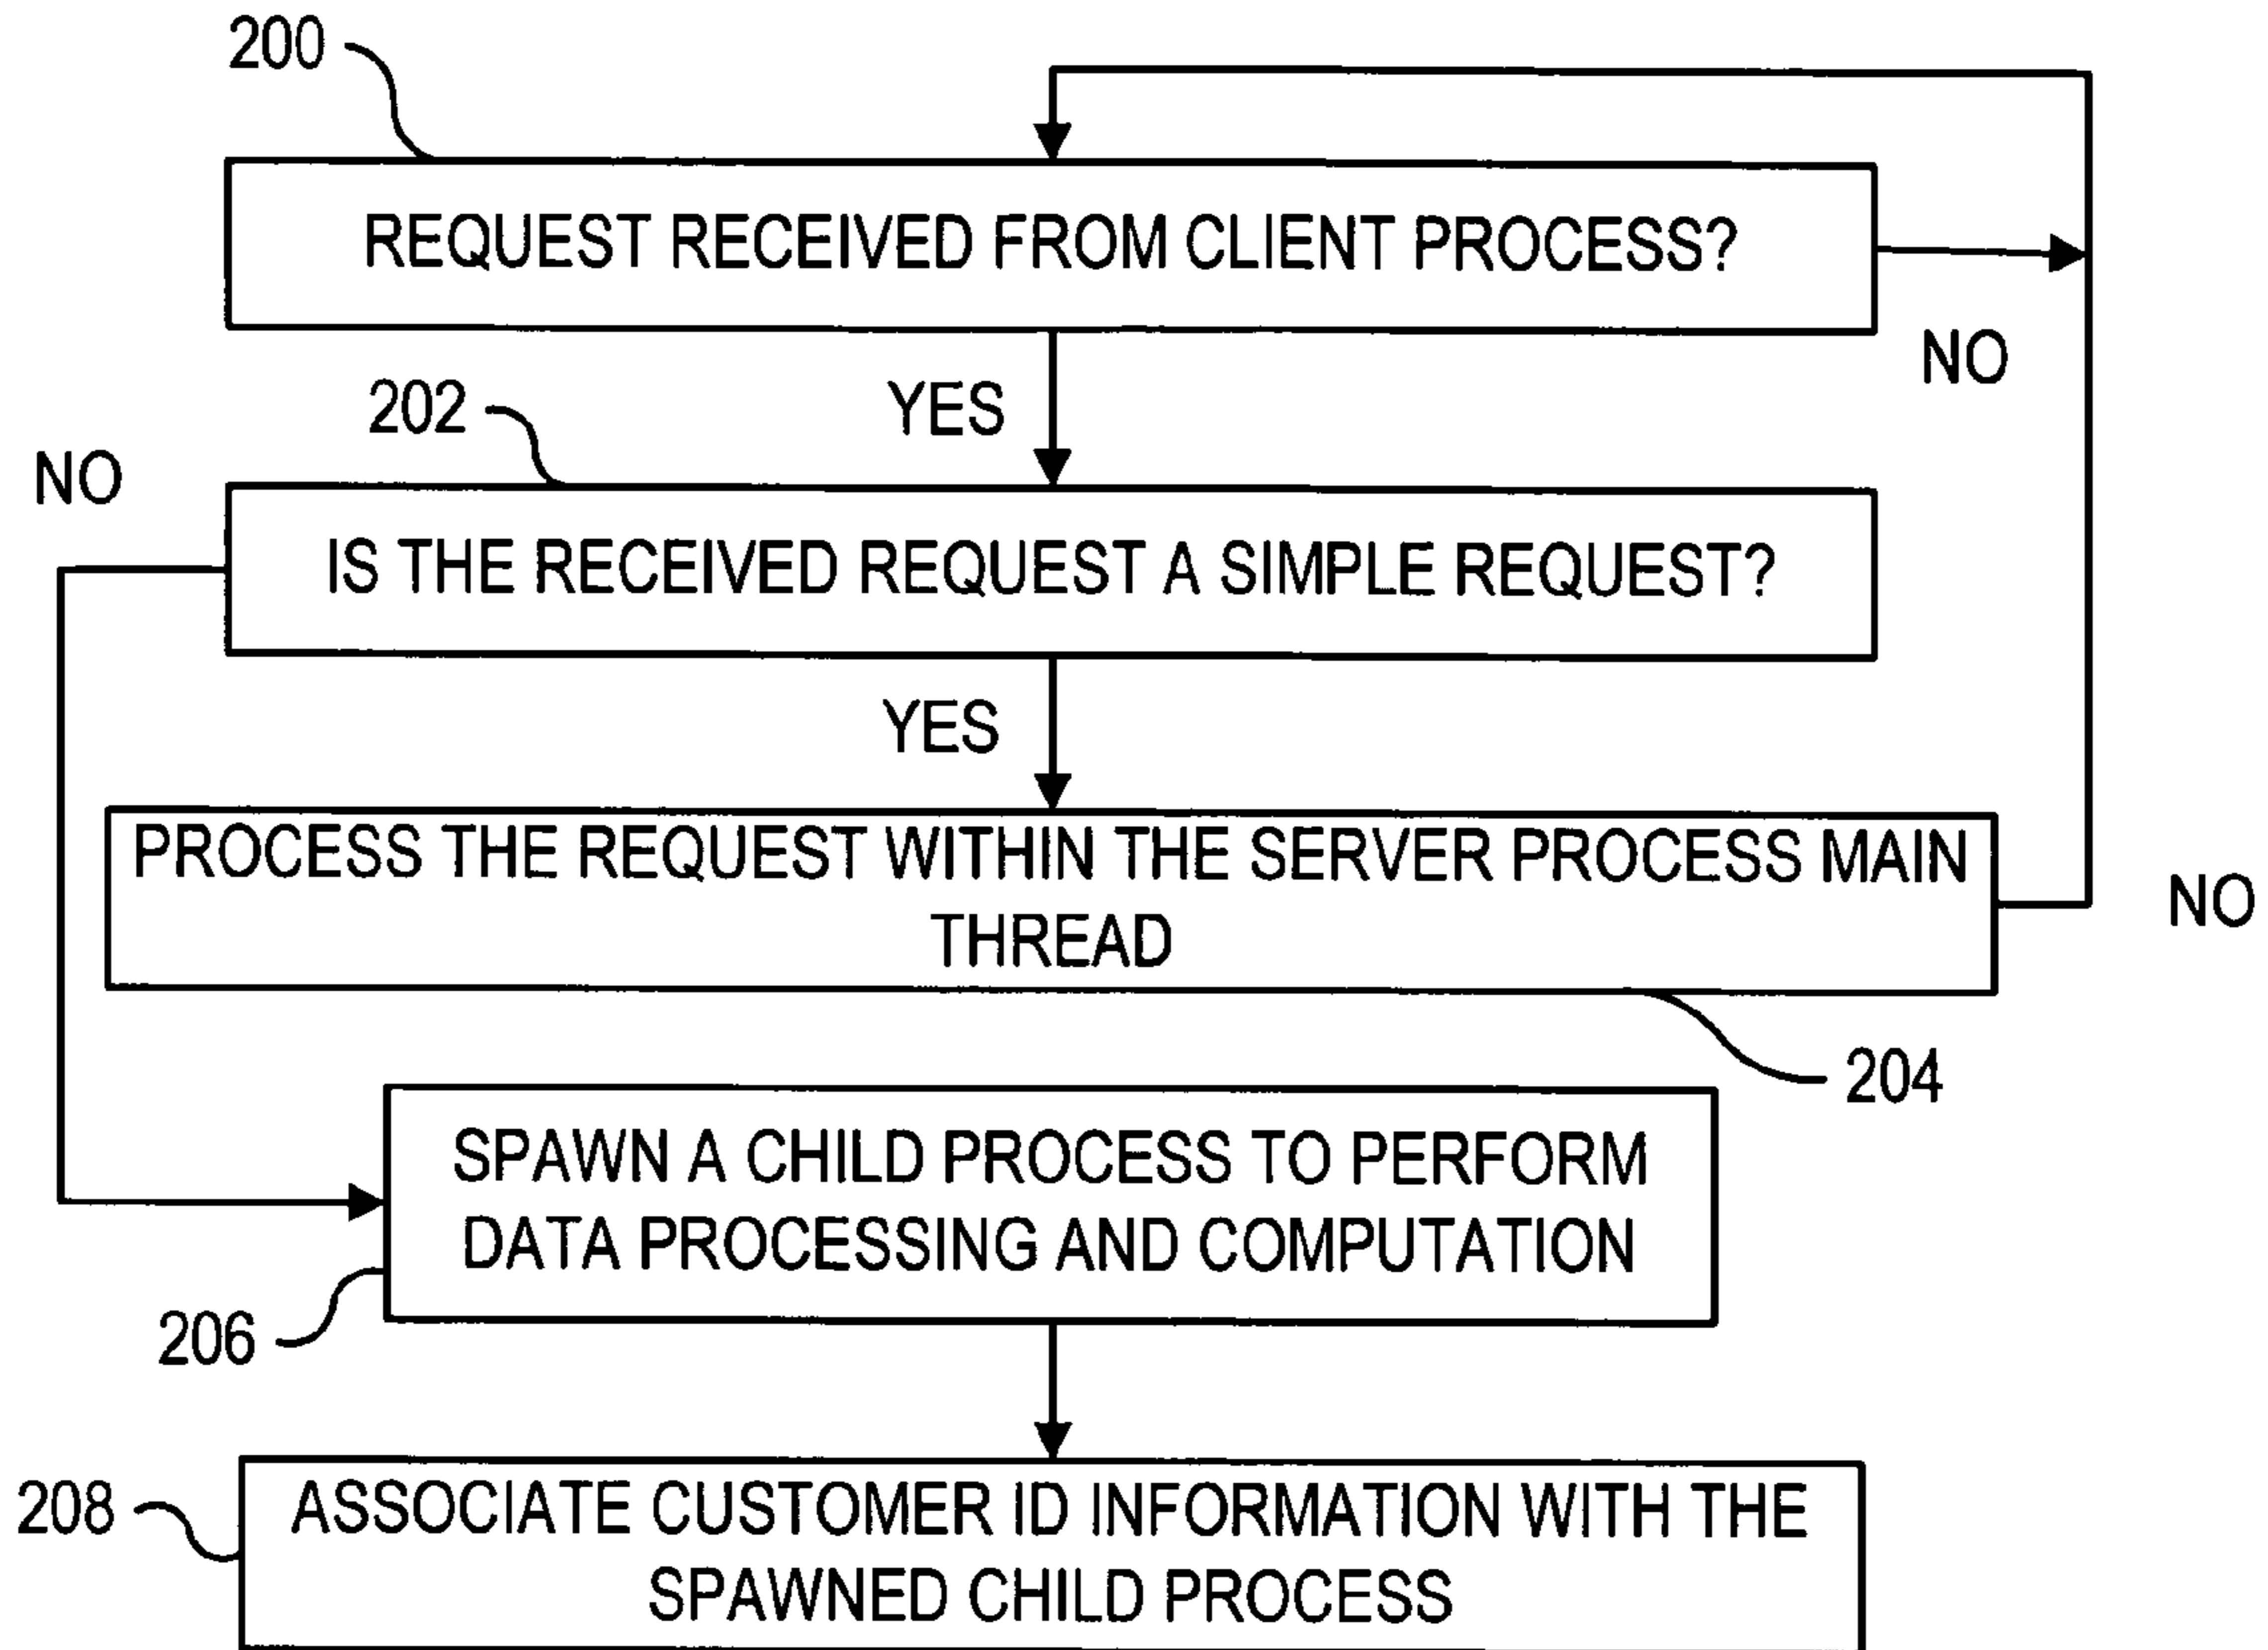 200
REQUEST RECEIVED FROM CLIENT PROCESS?
NO
YES
202
NO
IS THE RECEIVED REQUEST A SIMPLE REQUEST?
YES
PROCESS THE REQUEST WITHIN THE SERVER PROCESS MAIN
THREAD
NO
204
SPAWN A CHILD PROCESS TO PERFORM
DATA PROCESSING AND COMPUTATION
206
208
ASSOCIATE CUSTOMER ID INFORMATION WITH THE
SPAWNED CHILD PROCESS